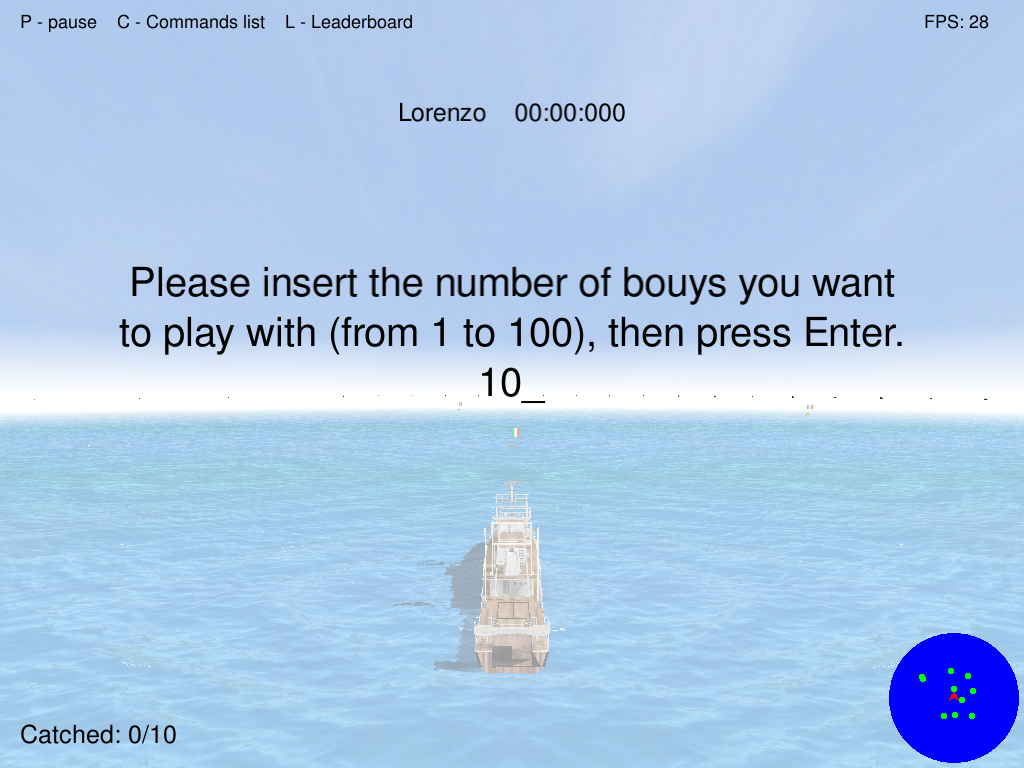 P - pause    C - Commands list    L - Leaderboard    FPS: 28
Lorenzo    00:00:000
Please insert the number of bouys you want
to play with (from 1 to 100), then press Enter.
10_
Catched: 0/10